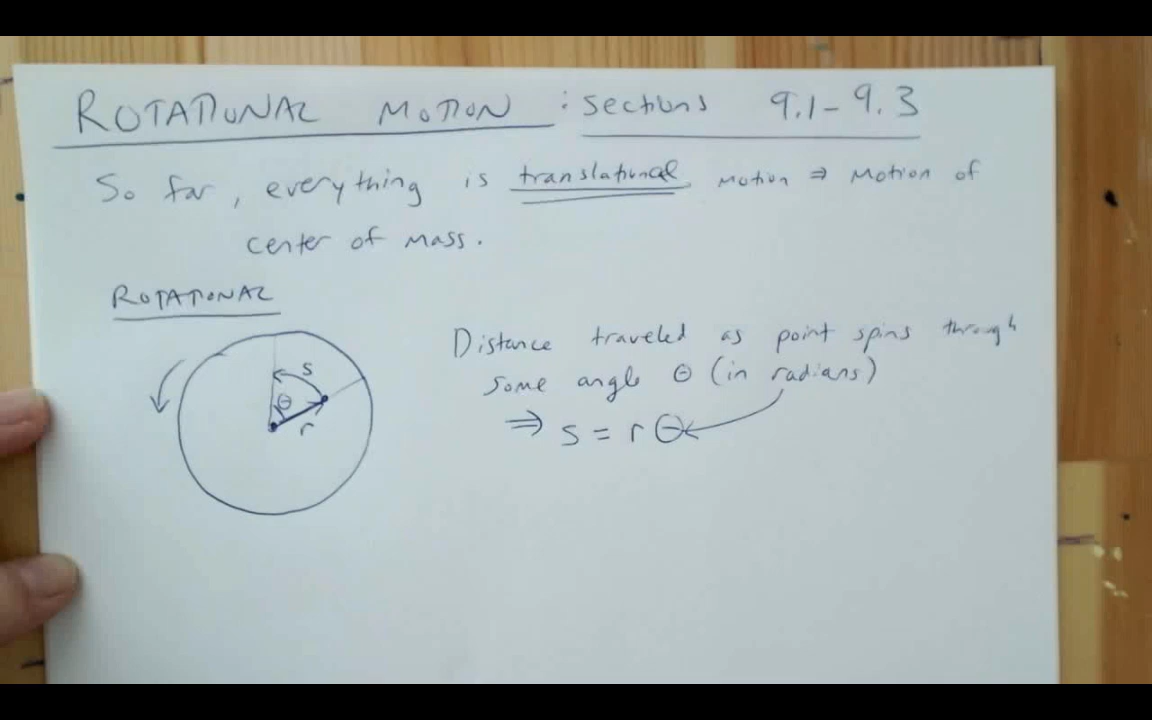 ROTATIONAL MOTION : Sections 9.1 - 9.3
So far, everything is translational motion ⇒ motion of
center of mass.
ROTATIONAL
Distance traveled as point spins through
some angle θ (in radians)
⇒ s = r θ
s
θ
r